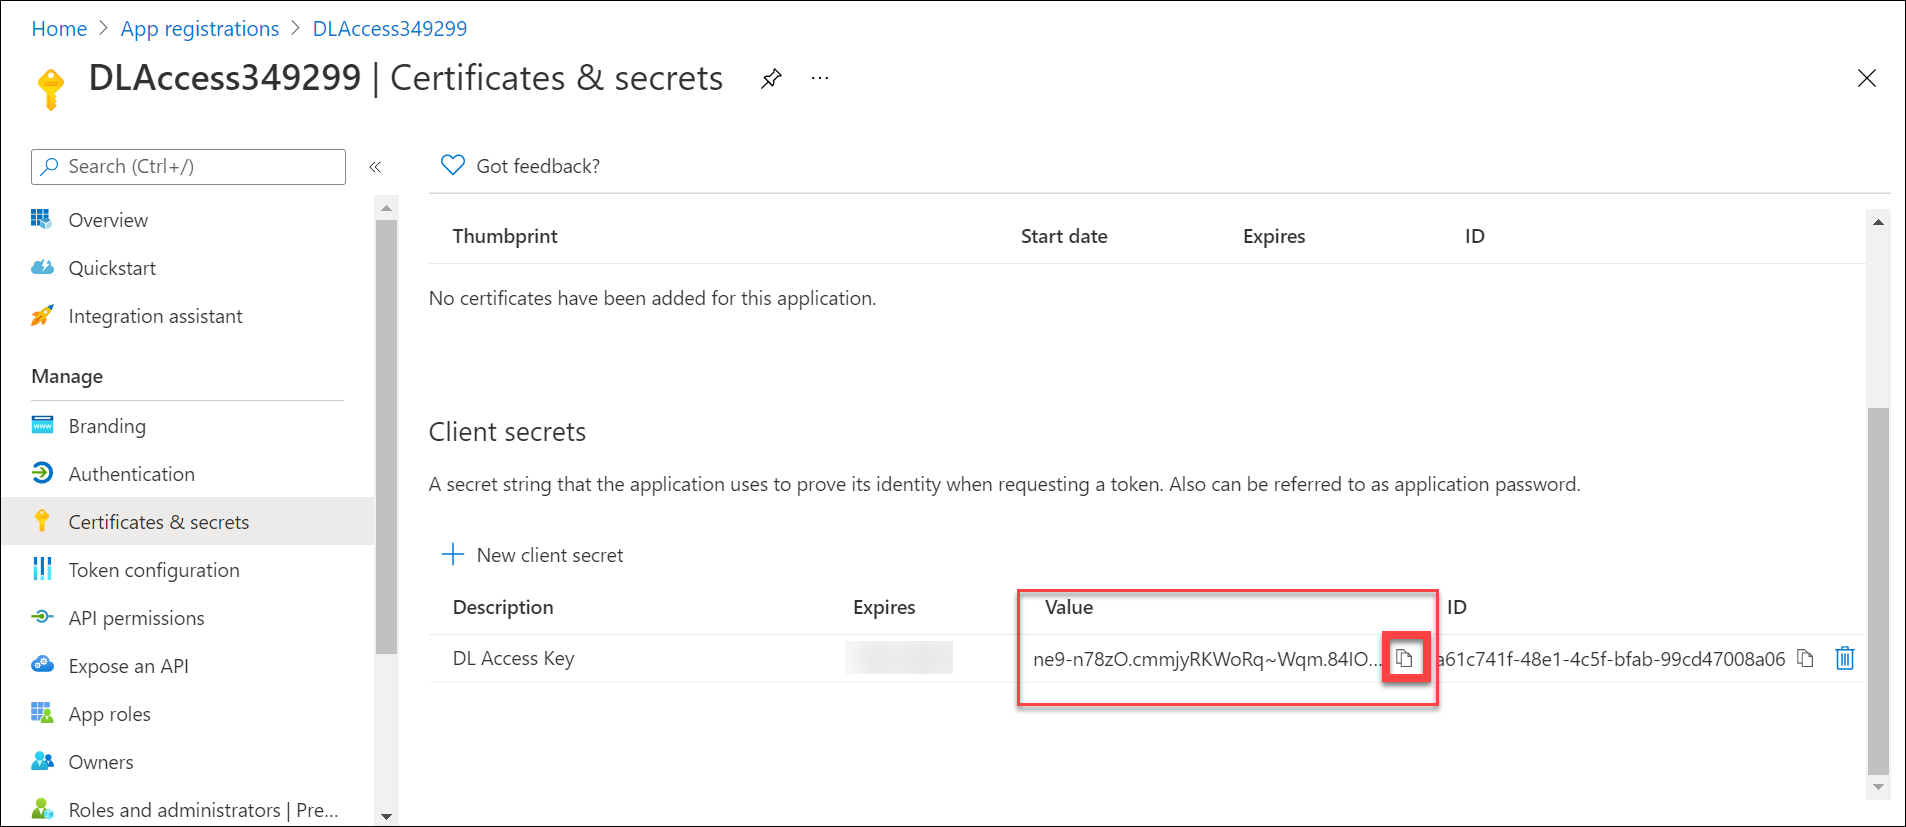 Home > App registrations > DLAccess349299
DLAccess349299 | Certificates & secrets ...
Search (Ctrl+/)
«
Overview
Quickstart
Integration assistant
Manage
Branding
Authentication
Certificates & secrets
Token configuration
API permissions
Expose an API
App roles
Owners
Roles and administrators | Pre...
Got feedback?
Thumbprint Start date Expires ID
No certificates have been added for this application.
Client secrets
A secret string that the application uses to prove its identity when requesting a token. Also can be referred to as application password.
New client secret
Description Expires Value ID
DL Access Key ne9-n78zO.cmmjyRKWoRq~Wqm.84IO... a61c741f-48e1-4c5f-bfab-99cd47008a06